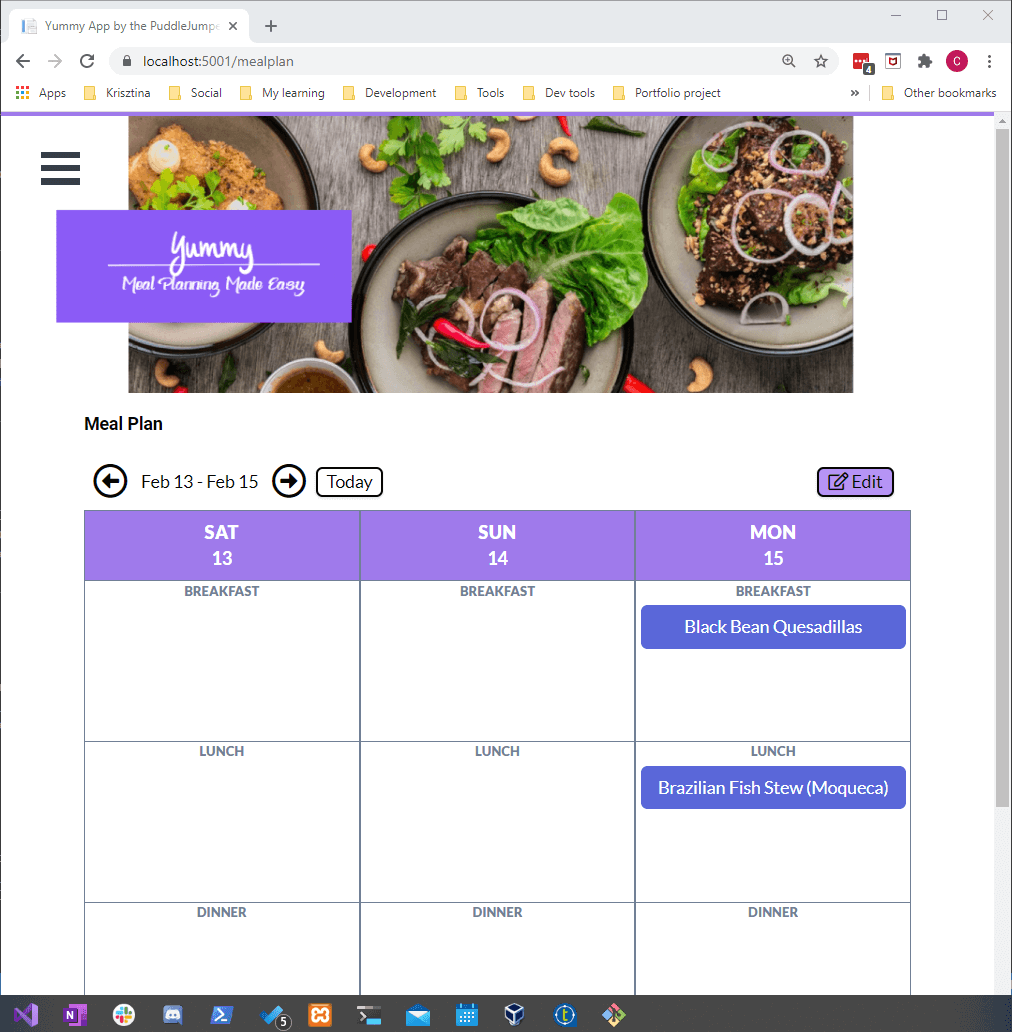 Yummy App by the PuddleJumpe
localhost:5001/mealplan
4
C
Apps Krisztina Social My learning Development Tools Dev tools Portfolio project » Other bookmarks
Yummy
Meal Planning Made Easy
Meal Plan
Feb 13 - Feb 15 Today Edit
SAT SUN MON
13 14 15
BREAKFAST BREAKFAST BREAKFAST
Black Bean Quesadillas
LUNCH LUNCH LUNCH
Brazilian Fish Stew (Moqueca)
DINNER DINNER DINNER
N
5
t